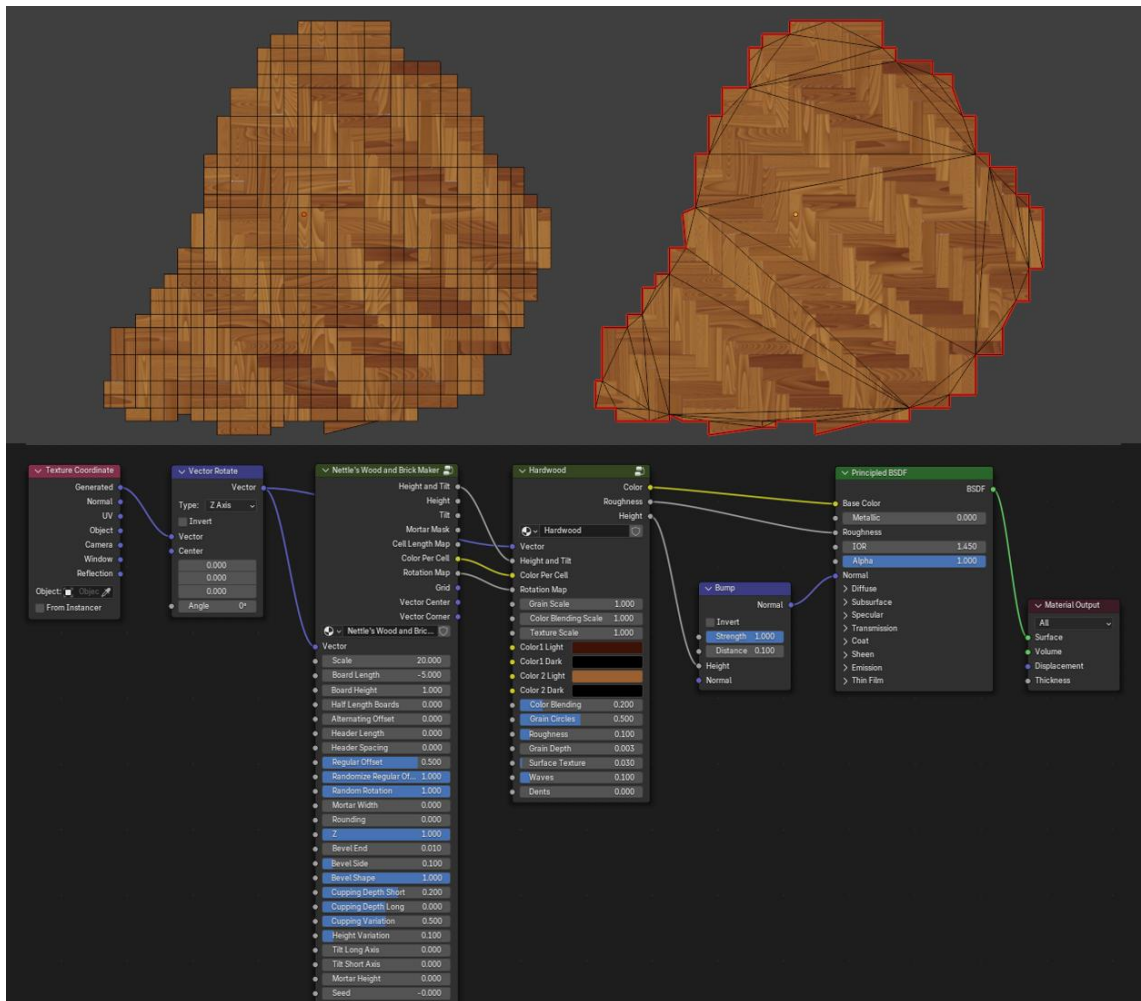 Texture Coordinate
Generated
Normal
UV
Object
Camera
Window
Reflection
Object: Objec
From Instancer
Vector Rotate
Vector
Type: Z Axis
Invert
Vector
Center
0.000
0.000
0.000
Angle 0°
Nettle's Wood and Brick Maker
Height and Tilt
Height
Tilt
Mortar Mask
Cell Length Map
Color Per Cell
Rotation Map
Grid
Vector Center
Vector Corner
Nettle's Wood and Bric...
Vector
Scale 20.000
Board Length -5.000
Board Height 1.000
Half Length Boards 0.000
Alternating Offset 0.000
Header Length 0.000
Header Spacing 0.000
Regular Offset 0.500
Randomize Regular Of... 1.000
Random Rotation 1.000
Mortar Width 0.000
Rounding 0.000
Z 1.000
Bevel End 0.010
Bevel Side 0.100
Bevel Shape 1.000
Cupping Depth Short 0.200
Cupping Depth Long 0.000
Cupping Variation 0.500
Height Variation 0.100
Tilt Long Axis 0.000
Tilt Short Axis 0.000
Mortar Height 0.000
Seed -0.000
Hardwood
Color
Roughness
Height
Hardwood
Vector
Height and Tilt
Color Per Cell
Rotation Map
Grain Scale 1.000
Color Blending Scale 1.000
Texture Scale 1.000
Color1 Light
Color1 Dark
Color 2 Light
Color 2 Dark
Color Blending 0.200
Grain Circles 0.500
Roughness 0.100
Grain Depth 0.003
Surface Texture 0.030
Waves 0.100
Dents 0.000
Bump
Normal
Invert
Strength 1.000
Distance 0.100
Height
Normal
Principled BSDF
BSDF
Base Color
Metallic 0.000
Roughness
IOR 1.450
Alpha 1.000
Normal
Diffuse
Subsurface
Specular
Transmission
Coat
Sheen
Emission
Thin Film
Material Output
All
Surface
Volume
Displacement
Thickness